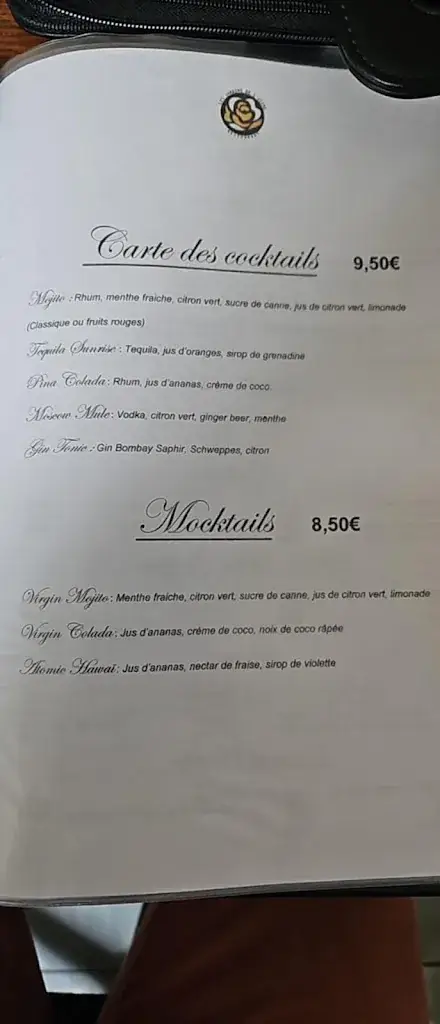 Carte des cocktails 9,50€
Mojito : Rhum, menthe fraiche, citron vert, sucre de canne, jus de citron vert, limonade
(Classique ou fruits rouges)
Tequila Sunrise : Tequila, jus d'oranges, sirop de grenadine
Pina Colada : Rhum, jus d'ananas, crème de coco
Moscow Mule : Vodka, citron vert, ginger beer, menthe
Gin Tonic : Gin Bombay Saphir, Schweppes, citron
Mocktails 8,50€
Virgin Mojito : Menthe fraiche, citron vert, sucre de canne, jus de citron vert, limonade
Virgin Colada : Jus d'ananas, crème de coco, noix de coco râpée
Atomic Hawaï : Jus d'ananas, nectar de fraise, sirop de violette